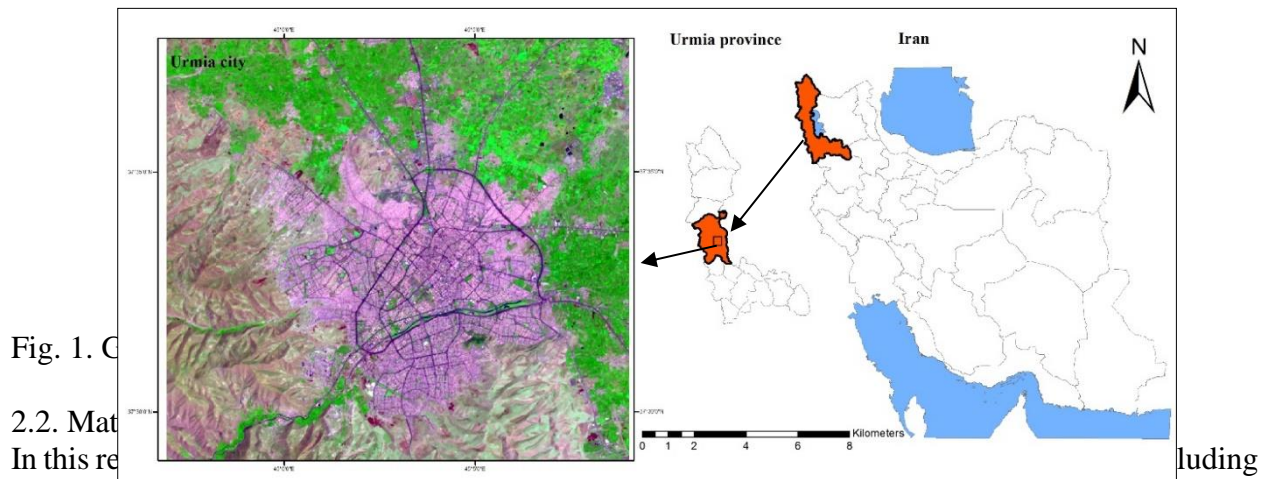 Urmia province Iran
Urmia city
N
Kilometers
0 1 2 4 6 8
Fig. 1. G
2.2. Mat
In this re luding